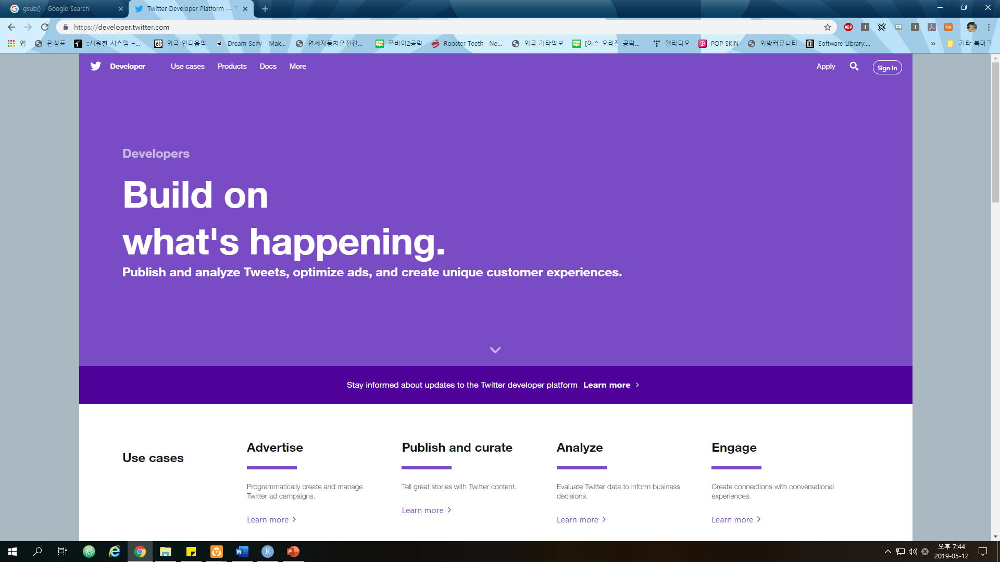 gsub() - Google Search
Twitter Developer Platform — T
https://developer.twitter.com
앱
편성표
::시원한 시스템 =...
외국 인디음악
Dream Selfy - Mak...
연세자동차운전전...
쯔바이2공략
Rooster Teeth · Ne...
외국 기타악보
[이스 오리진 공략...
웹라디오
POP SKIN
외방커뮤니티
Software Library:...
»
기타 북마크
Developer
Use cases
Products
Docs
More
Apply
Sign In
Developers
Build on
what's happening.
Publish and analyze Tweets, optimize ads, and create unique customer experiences.
Stay informed about updates to the Twitter developer platform Learn more
Use cases
Advertise
Programmatically create and manage
Twitter ad campaigns.
Learn more
Publish and curate
Tell great stories with Twitter content.
Learn more
Analyze
Evaluate Twitter data to inform business
decisions.
Learn more
Engage
Create connections with conversational
experiences.
Learn more
오후 7:44
2019-05-12